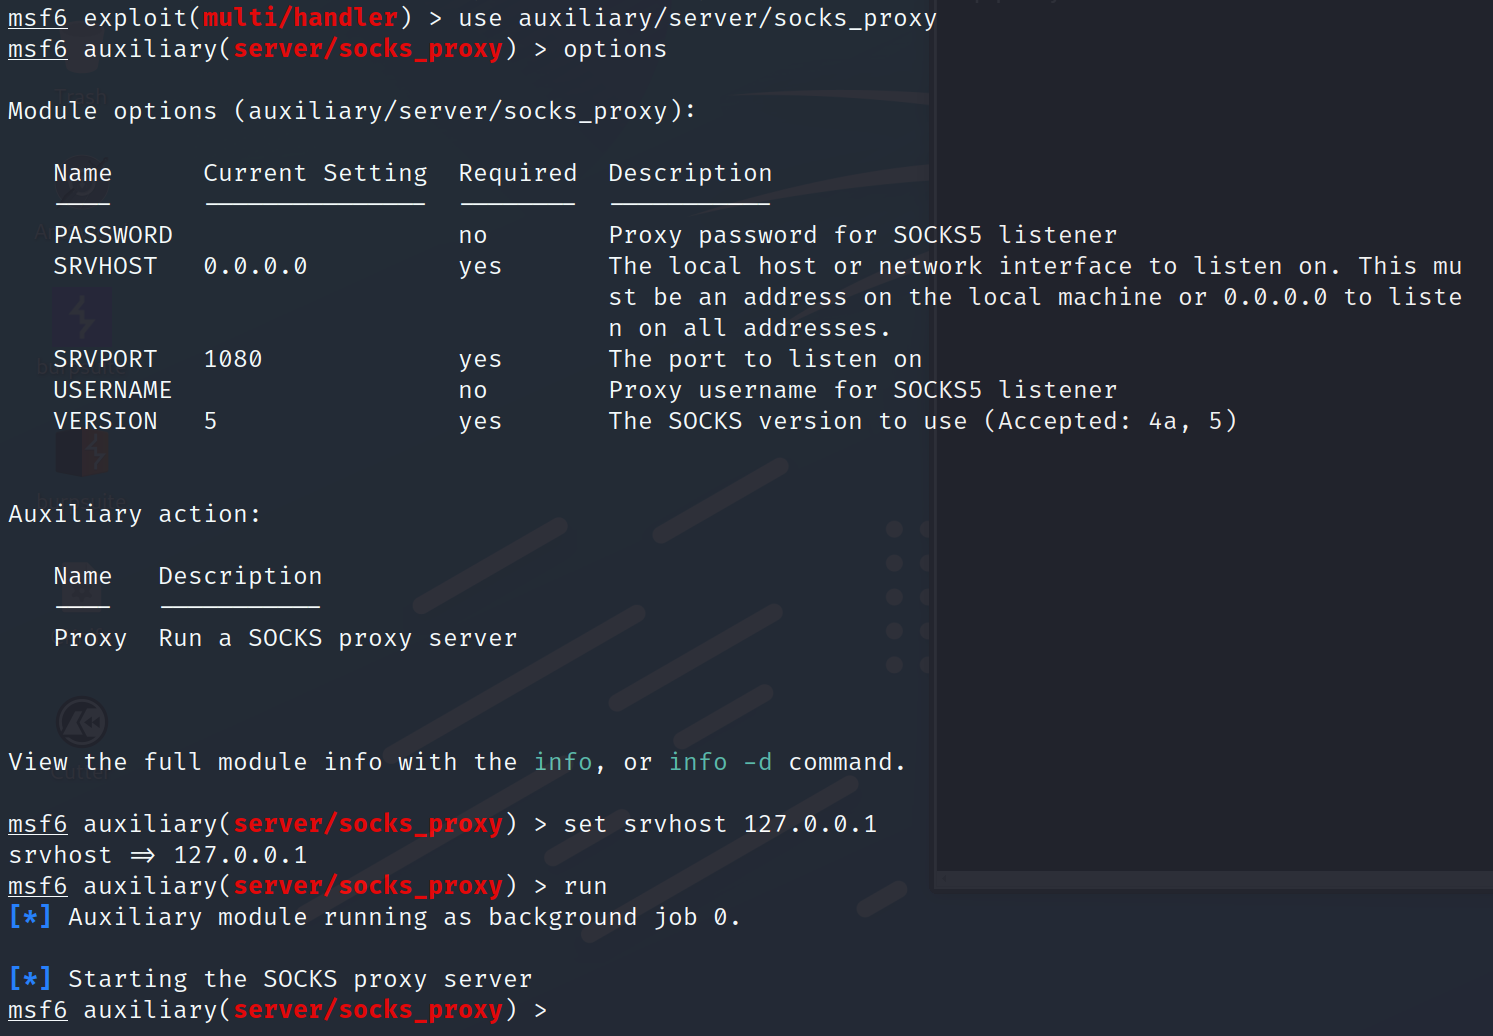 msf6 exploit(multi/handler) > use auxiliary/server/socks_proxy
msf6 auxiliary(server/socks_proxy) > options
Module options (auxiliary/server/socks_proxy):
Name Current Setting Required Description
PASSWORD no Proxy password for SOCKS5 listener
SRVHOST 0.0.0.0 yes The local host or network interface to listen on. This mu
st be an address on the local machine or 0.0.0.0 to liste
n on all addresses.
SRVPORT 1080 yes The port to listen on
USERNAME no Proxy username for SOCKS5 listener
VERSION 5 yes The SOCKS version to use (Accepted: 4a, 5)
Auxiliary action:
Name Description
Proxy Run a SOCKS proxy server
View the full module info with the info, or info -d command.
msf6 auxiliary(server/socks_proxy) > set srvhost 127.0.0.1
srvhost => 127.0.0.1
msf6 auxiliary(server/socks_proxy) > run
[*] Auxiliary module running as background job 0.
[*] Starting the SOCKS proxy server
msf6 auxiliary(server/socks_proxy) >